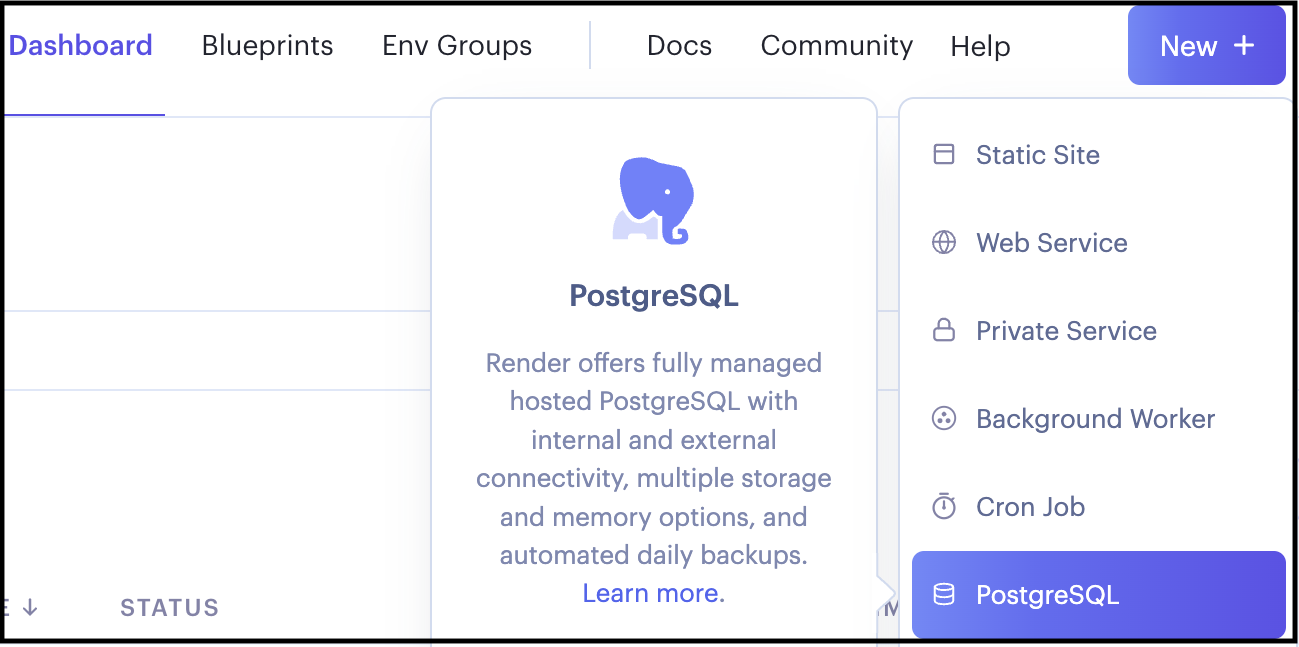 Dashboard Blueprints Env Groups Docs Community Help New +
PostgreSQL
Render offers fully managed
hosted PostgreSQL with
internal and external
connectivity, multiple storage
and memory options, and
automated daily backups.
Learn more.
Static Site
Web Service
Private Service
Background Worker
Cron Job
PostgreSQL
STATUS